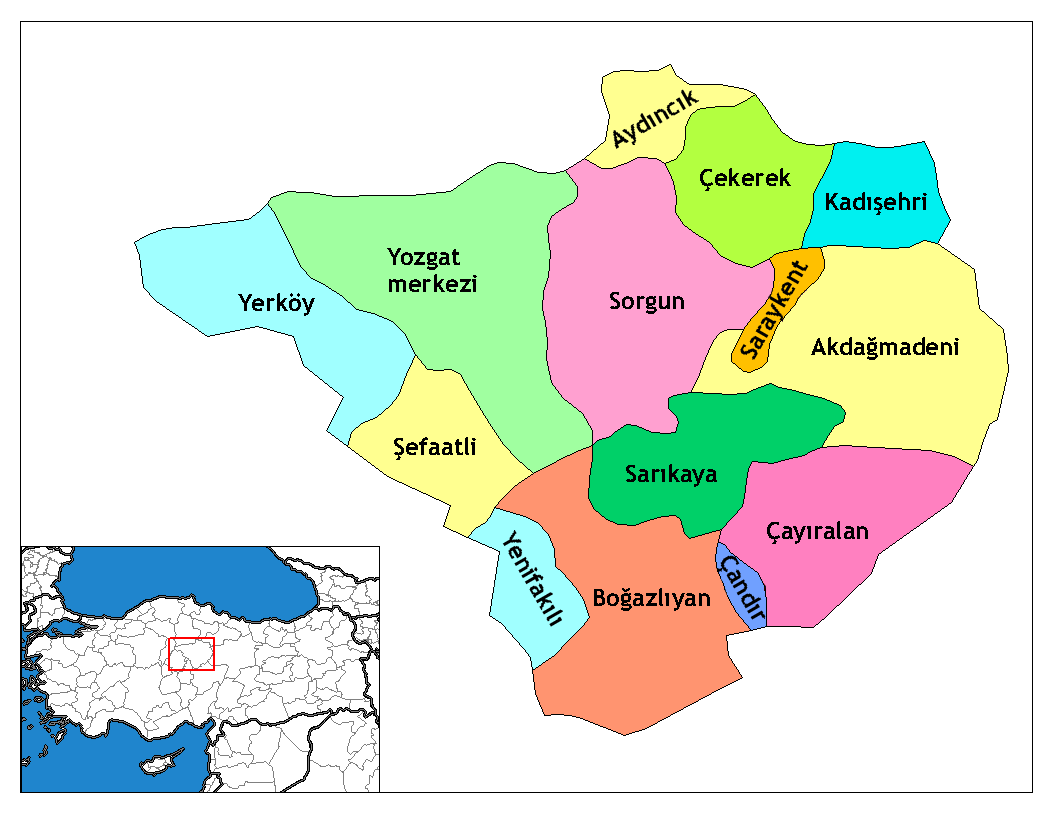 Aydıncık
Çekerek
Kadışehri
Yozgat
merkezi
Yerköy
Sorgun
Saraykent
Akdağmadeni
Şefaatli
Sarıkaya
Çayıralan
Yenifakılı
Boğazlıyan
Çandır